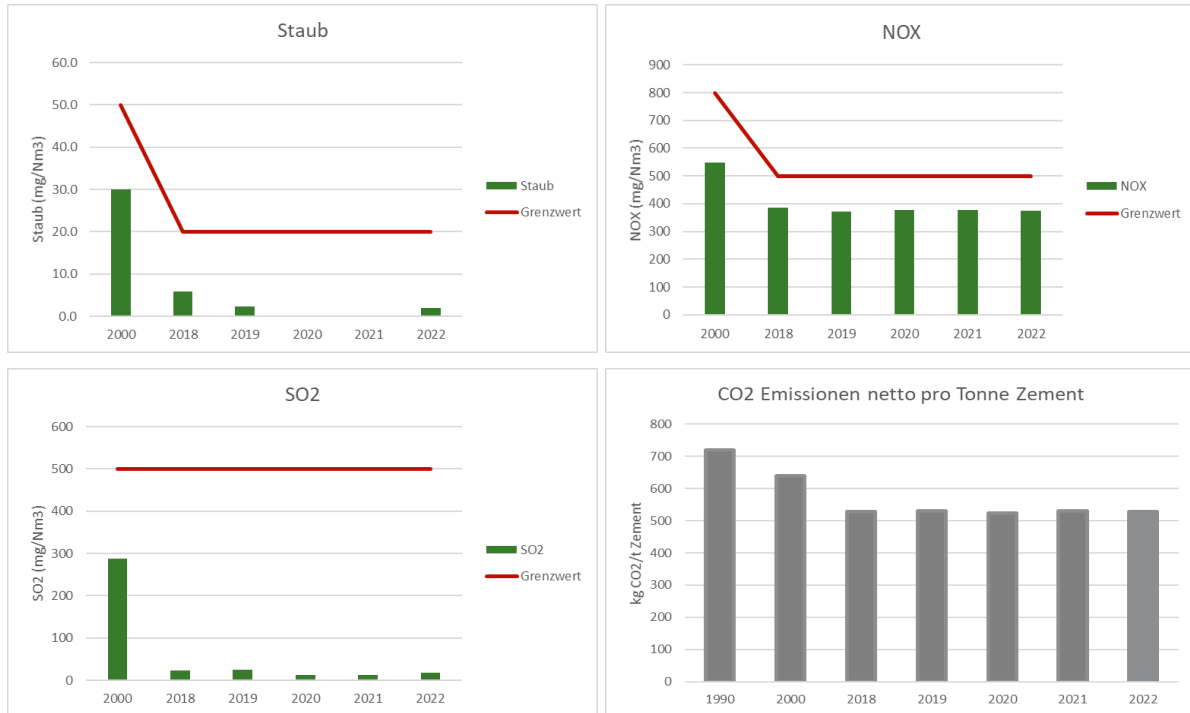 Staub
60.0
50.0
40.0
30.0
20.0
10.0
0.0
Staub (mg/Nm3)
2000 2018 2019 2020 2021 2022
Staub
Grenzwert
NOX
900
800
700
600
500
400
300
200
100
0
NOX (mg/Nm3)
2000 2018 2019 2020 2021 2022
NOX
Grenzwert
SO2
600
500
400
300
200
100
0
SO2 (mg/Nm3)
2000 2018 2019 2020 2021 2022
SO2
Grenzwert
CO2 Emissionen netto pro Tonne Zement
800
700
600
500
400
300
200
100
0
kg CO2/t Zement
1990 2000 2018 2019 2020 2021 2022